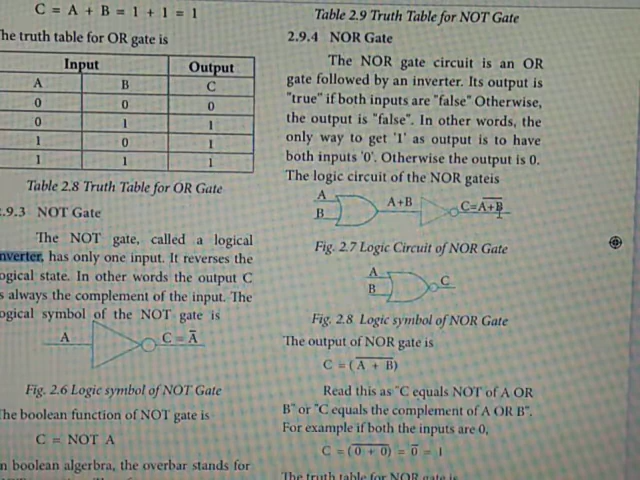 C = A + B = 1 + 1 = 1
he truth table for OR gate is
Input Output
A B C
0 0 0
0 1 1
1 0 1
1 1 1
Table 2.8 Truth Table for OR Gate
.9.3 NOT Gate
The NOT gate, called a logical
nverter, has only one input. It reverses the
ogical state. In other words the output C
s always the complement of the input. The
ogical symbol of the NOT gate is
A C = A̅
Fig. 2.6 Logic symbol of NOT Gate
he boolean function of NOT gate is
C = NOT A
n boolean algerbra, the overbar stands for
Table 2.9 Truth Table for NOT Gate
2.9.4 NOR Gate
The NOR gate circuit is an OR
gate followed by an inverter. Its output is
"true" if both inputs are "false" Otherwise,
the output is "false". In other words, the
only way to get '1' as output is to have
both inputs '0'. Otherwise the output is 0.
The logic circuit of the NOR gateis
A
B
A+B
C=A̅+̅B̅
Fig. 2.7 Logic Circuit of NOR Gate
A
B
C
Fig. 2.8 Logic symbol of NOR Gate
The output of NOR gate is
C = ( A̅ ̅+̅ ̅B̅ )
Read this as "C equals NOT of A OR
B" or "C equals the complement of A OR B".
For example if both the inputs are 0,
C = ( 0̅ ̅+̅ ̅0̅ ) = 0̅ = 1
The truth table for NOR gate is